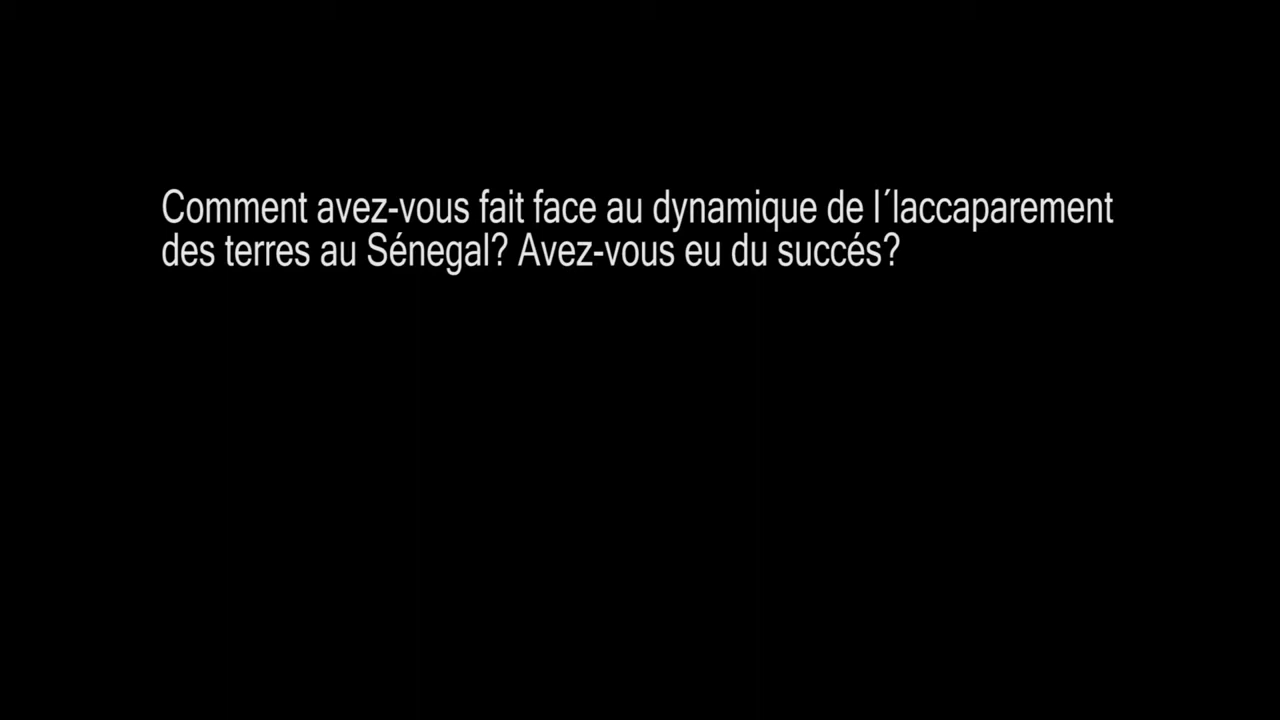 Comment avez-vous fait face au dynamique de l´laccaparement
des terres au Sénegal? Avez-vous eu du succés?